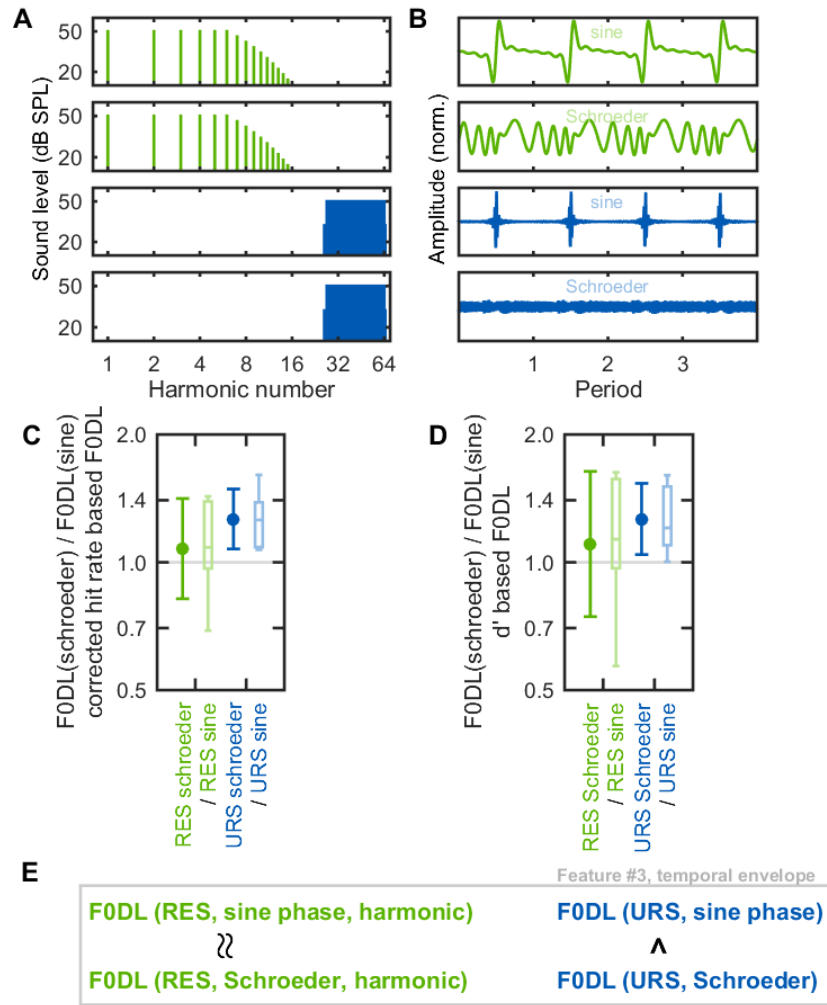 A
B
50
20
50
20
50
20
50
20
Sound level (dB SPL)
1
2
4
8
16
32
64
Harmonic number
sine
Schroeder
sine
Schroeder
Amplitude (norm.)
1
2
3
Period
C
F0DL(schroeder) / F0DL(sine)
corrected hit rate based F0DL
2.0
1.4
1.0
0.7
0.5
RES schroeder
/ RES sine
URS schroeder
/ URS sine
D
F0DL(schroeder) / F0DL(sine)
d' based F0DL
2.0
1.4
1.0
0.7
0.5
RES Schroeder
/ RES sine
URS Schroeder
/ URS sine
E
Feature #3, temporal envelope
F0DL (RES, sine phase, harmonic)
≈
F0DL (RES, Schroeder, harmonic)
F0DL (URS, sine phase)
<
F0DL (URS, Schroeder)